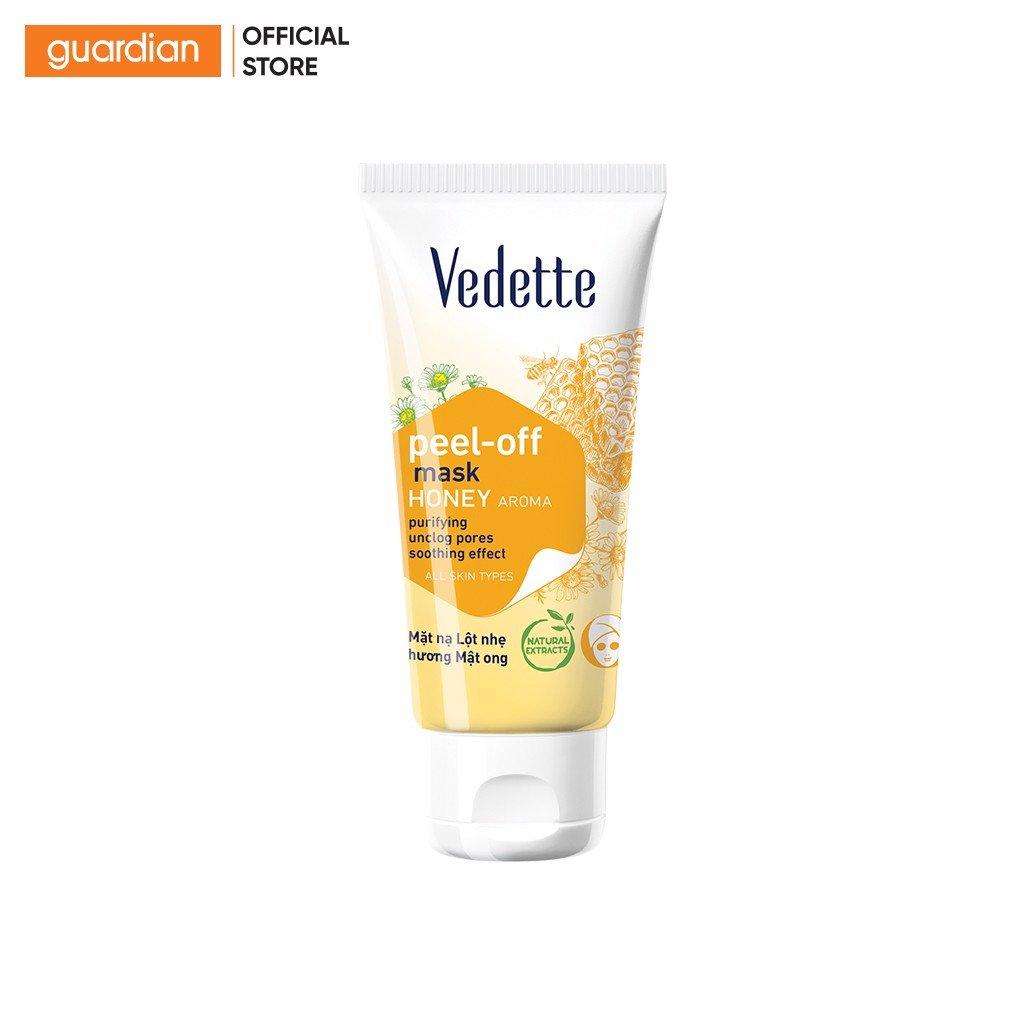 guardian
OFFICIAL
STORE
Vedette
peel-off
mask
HONEY AROMA
purifying
unclog pores
soothing effect
ALL SKIN TYPES
Mặt nạ Lột nhẹ
hương Mật ong
NATURAL
EXTRACTS